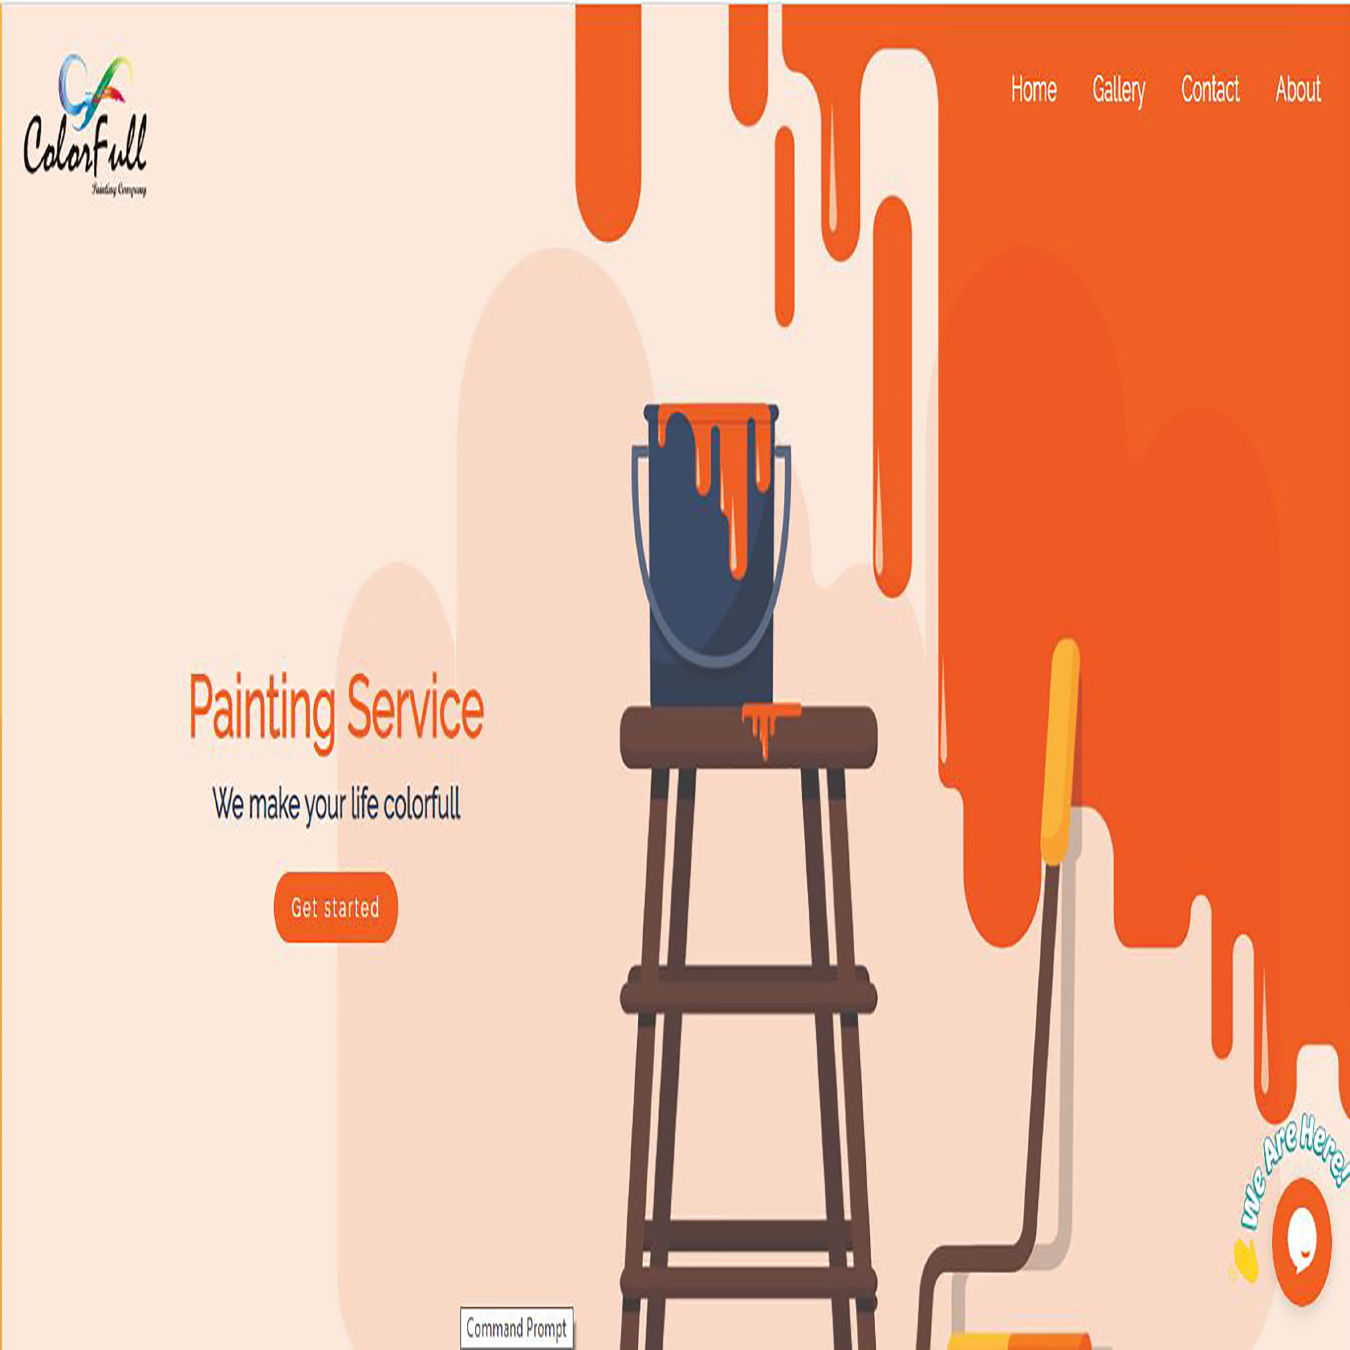 ColorFull
Painting Company
Home Gallery Contact About
Painting Service
We make your life colorfull
Get started
We Are Here!
Command Prompt